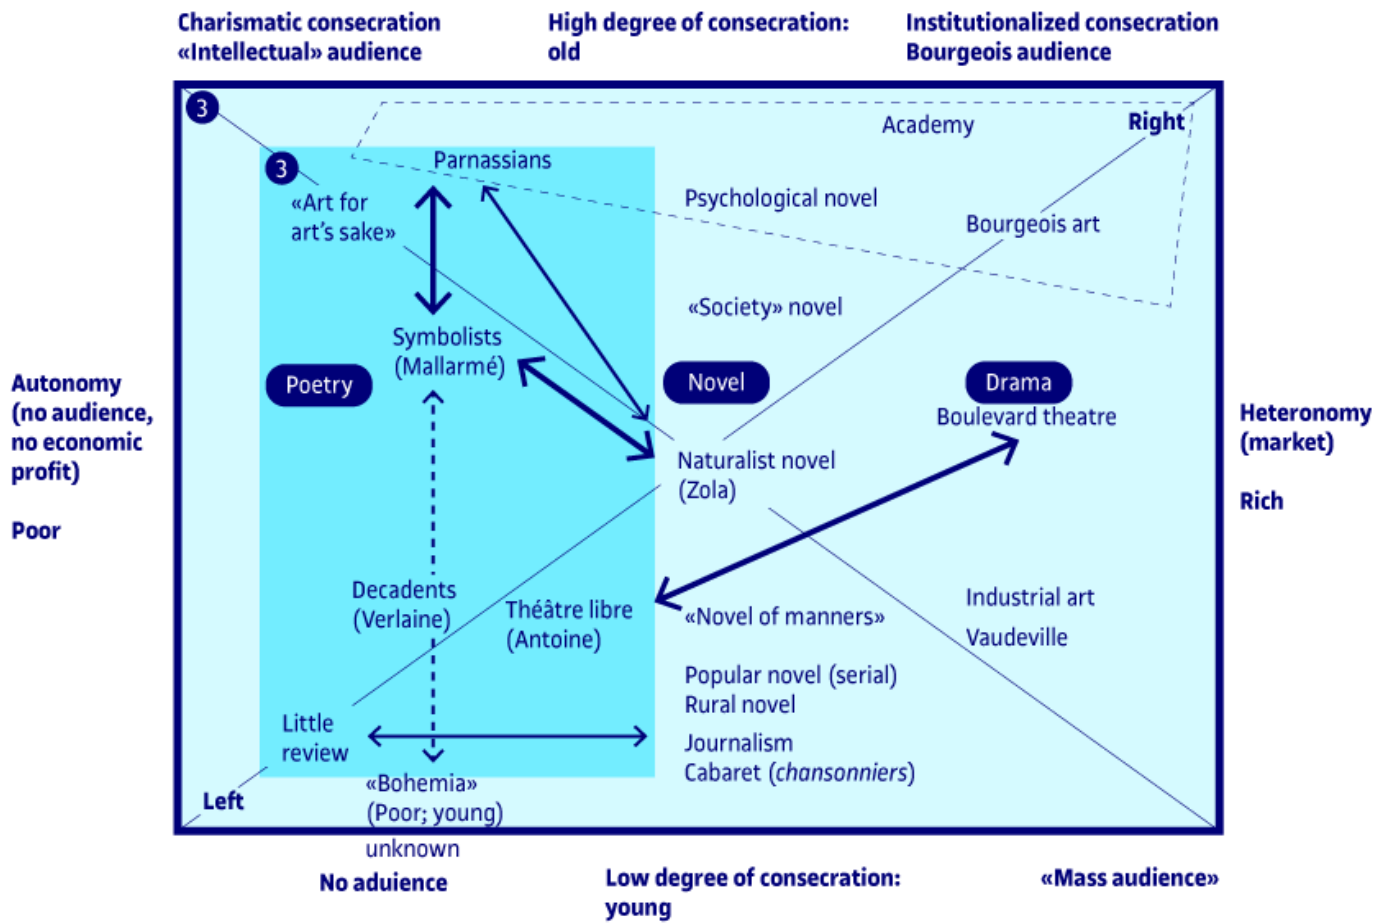 Charismatic consecration
«Intellectual» audience
High degree of consecration:
old
Institutionalized consecration
Bourgeois audience
3
Academy
Right
3
Parnassians
«Art for
art's sake»
Psychological novel
Bourgeois art
«Society» novel
Symbolists
(Mallarmé)
Poetry
Novel
Drama
Boulevard theatre
Autonomy
(no audience,
no economic
profit)
Poor
Heteronomy
(market)
Rich
Naturalist novel
(Zola)
Decadents
(Verlaine)
Théâtre libre
(Antoine)
«Novel of manners»
Industrial art
Vaudeville
Popular novel (serial)
Rural novel
Little
review
Journalism
Cabaret (chansonniers)
«Bohemia»
(Poor; young)
unknown
Left
No aduience
Low degree of consecration:
young
«Mass audience»